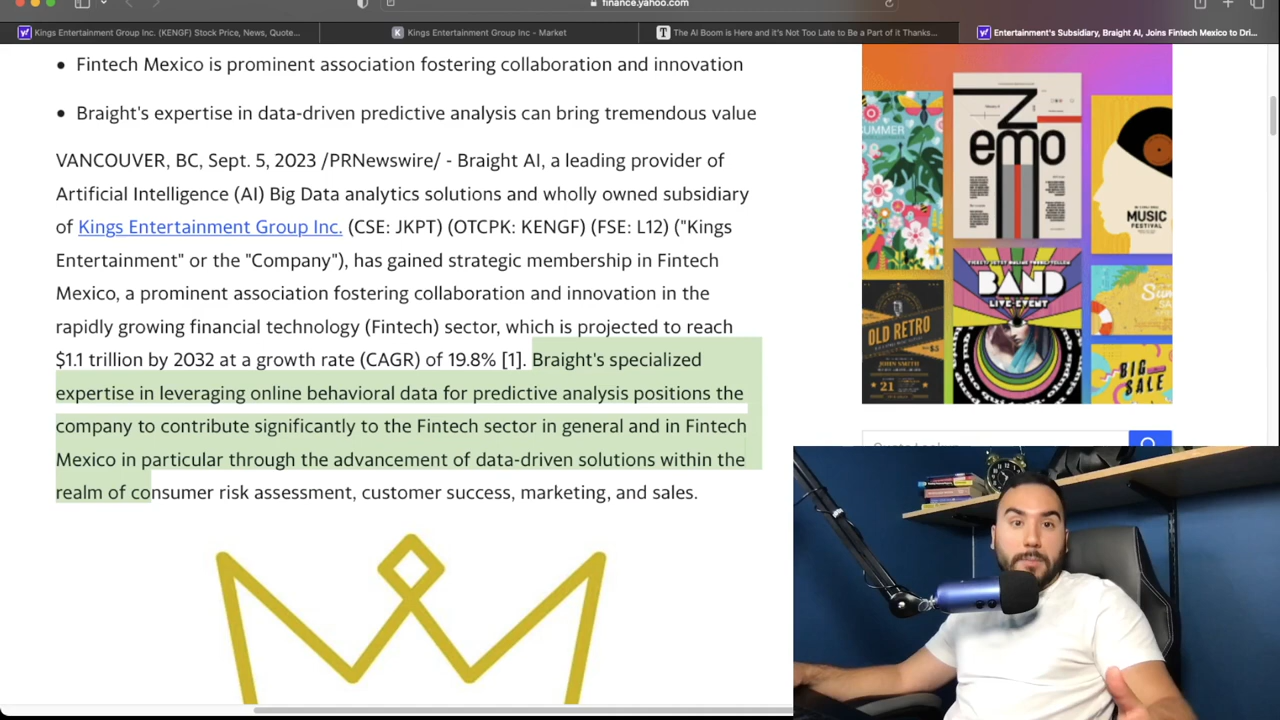 finance.yahoo.com
Kings Entertainment Group Inc. (KENGF) Stock Price, News, Quote...
Kings Entertainment Group Inc - Market
The AI Boom is Here and it's Not Too Late to Be a Part of it Thanks...
Entertainment's Subsidiary, Braight AI, Joins Fintech Mexico to Dri...
• Fintech Mexico is prominent association fostering collaboration and innovation
• Braight's expertise in data-driven predictive analysis can bring tremendous value
VANCOUVER, BC, Sept. 5, 2023 /PRNewswire/ - Braight AI, a leading provider of
Artificial Intelligence (AI) Big Data Analytics solutions and wholly owned subsidiary
of Kings Entertainment Group Inc. (CSE: JKPT) (OTCPK: KENGF) (FSE: L12) ("Kings
Entertainment" or the "Company"), has gained strategic membership in Fintech
Mexico, a prominent association fostering collaboration and innovation in the
rapidly growing financial technology (Fintech) sector, which is projected to reach
$1.1 trillion by 2032 at a growth rate (CAGR) of 19.8% [1]. Braight's specialized
expertise in leveraging online behavioral data for predictive analysis positions the
company to contribute significantly to the Fintech sector in general and in Fintech
Mexico in particular through the advancement of data-driven solutions within the
realm of consumer risk assessment, customer success, marketing, and sales.
SUMMER
Z
emo
MUSIC
FESTIVAL
BAND
LIVE-EVENT
OLD RETRO
21
BIG
SALE